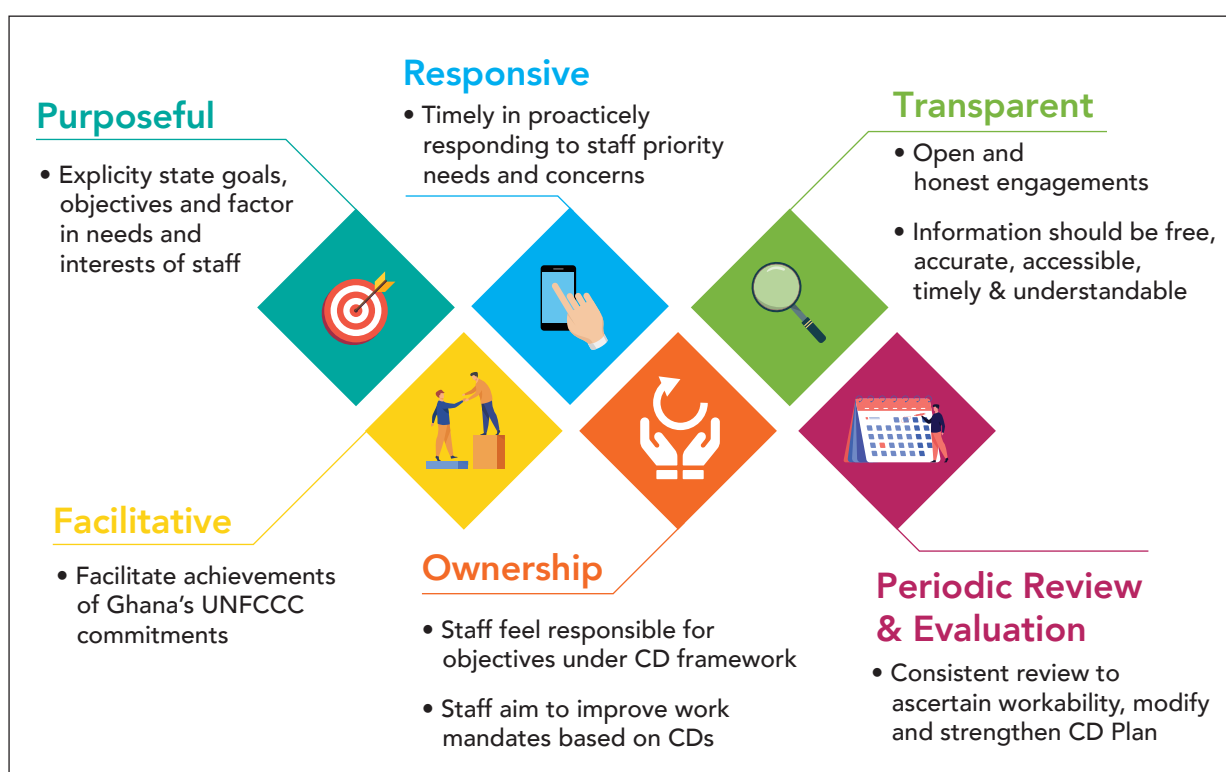 Purposeful
• Explicity state goals,
objectives and factor
in needs and
interests of staff
Responsive
• Timely in proacticely
responding to staff priority
needs and concerns
Transparent
• Open and
honest engagements
• Information should be free,
accurate, accessible,
timely & understandable
Facilitative
• Facilitate achievements
of Ghana's UNFCCC
commitments
Ownership
• Staff feel responsible for
objectives under CD framework
• Staff aim to improve work
mandates based on CDs
Periodic Review
& Evaluation
• Consistent review to
ascertain workability, modify
and strengthen CD Plan